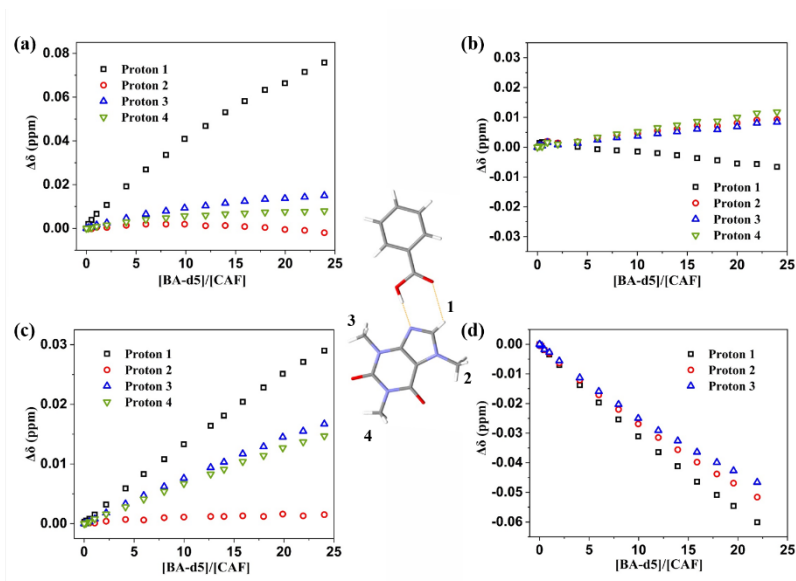 (a)
0.08
0.06
0.04
0.02
0.00
Δδ (ppm)
Proton 1
Proton 2
Proton 3
Proton 4
0 5 10 15 20 25
[BA-d5]/[CAF]
(b)
0.03
0.02
0.01
0.00
-0.01
-0.02
-0.03
Δδ (ppm)
Proton 1
Proton 2
Proton 3
Proton 4
0 5 10 15 20 25
[BA-d5]/[CAF]
1
3
2
4
(c)
0.03
0.02
0.01
0.00
Δδ (ppm)
Proton 1
Proton 2
Proton 3
Proton 4
0 5 10 15 20 25
[BA-d5]/[CAF]
(d)
0.00
-0.01
-0.02
-0.03
-0.04
-0.05
-0.06
Δδ (ppm)
Proton 1
Proton 2
Proton 3
0 5 10 15 20 25
[BA-d5]/[CAF]